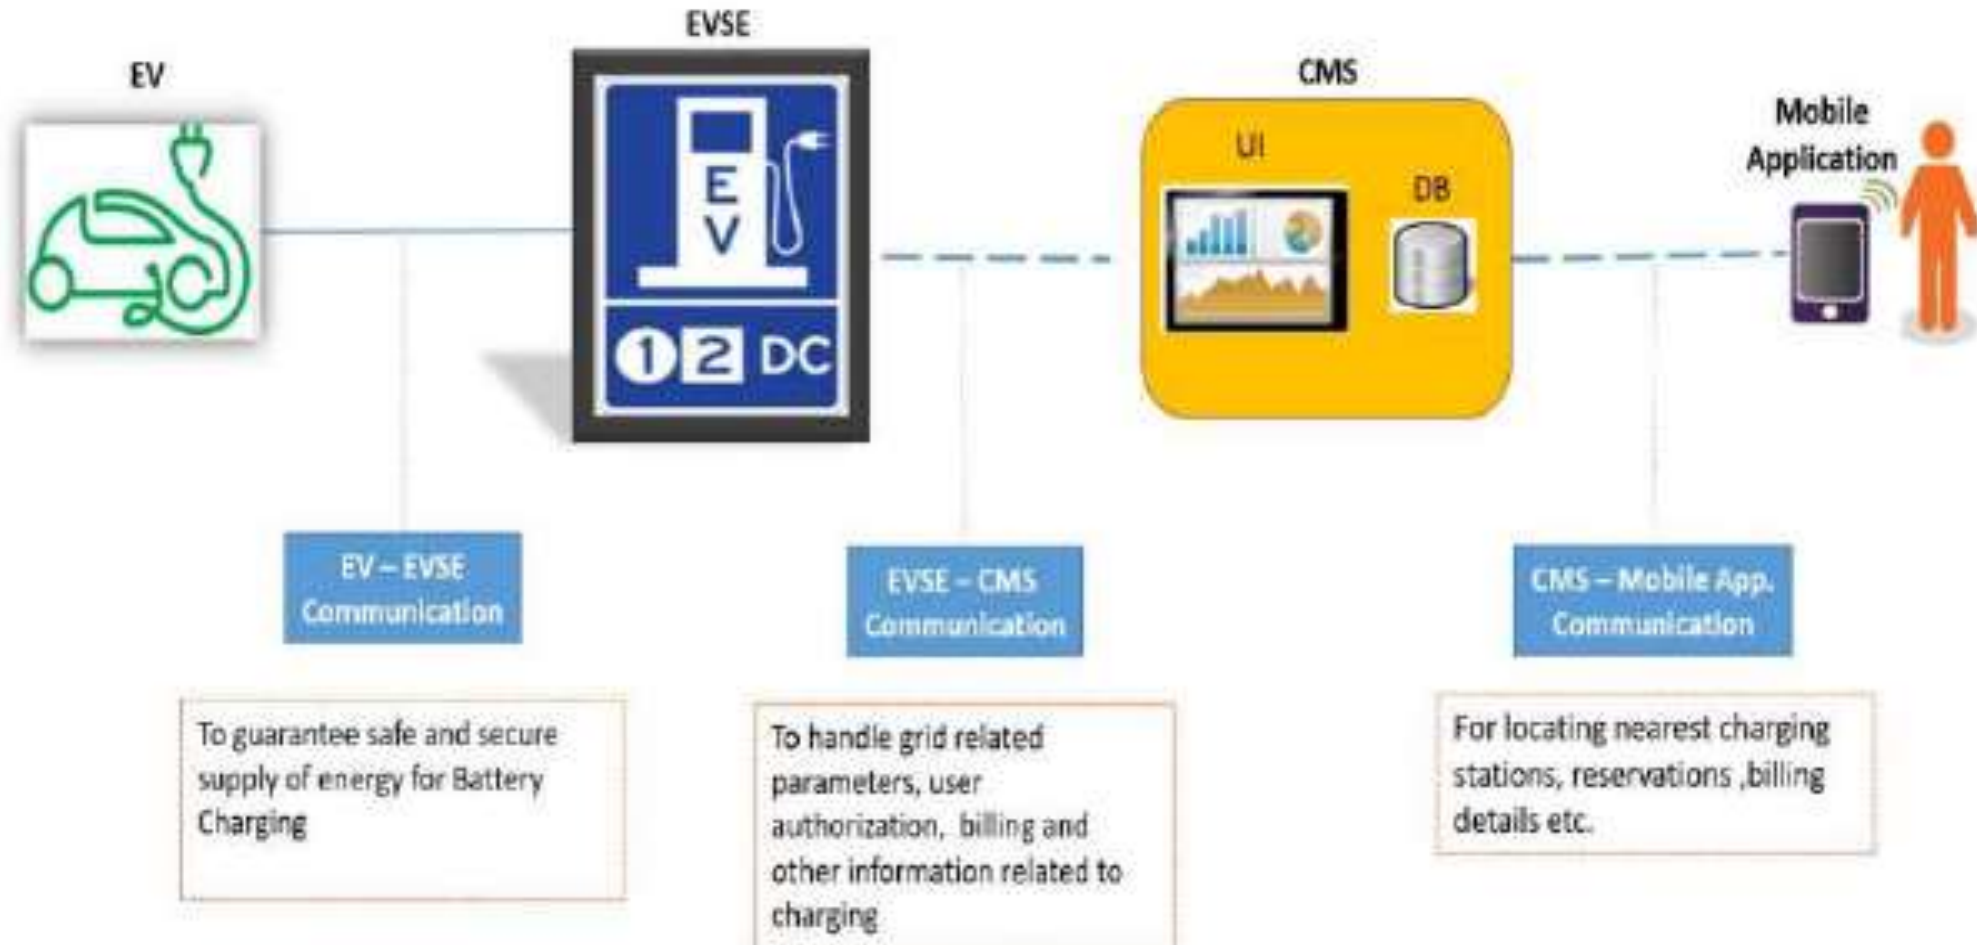 EV
EVSE
CMS
Mobile
Application
UI
DB
E
V
1 2 DC
EV – EVSE
Communication
EVSE – CMS
Communication
CMS – Mobile App.
Communication
To guarantee safe and secure
supply of energy for Battery
Charging
To handle grid related
parameters, user
authorization, billing and
other information related to
charging
For locating nearest charging
stations, reservations ,billing
details etc.